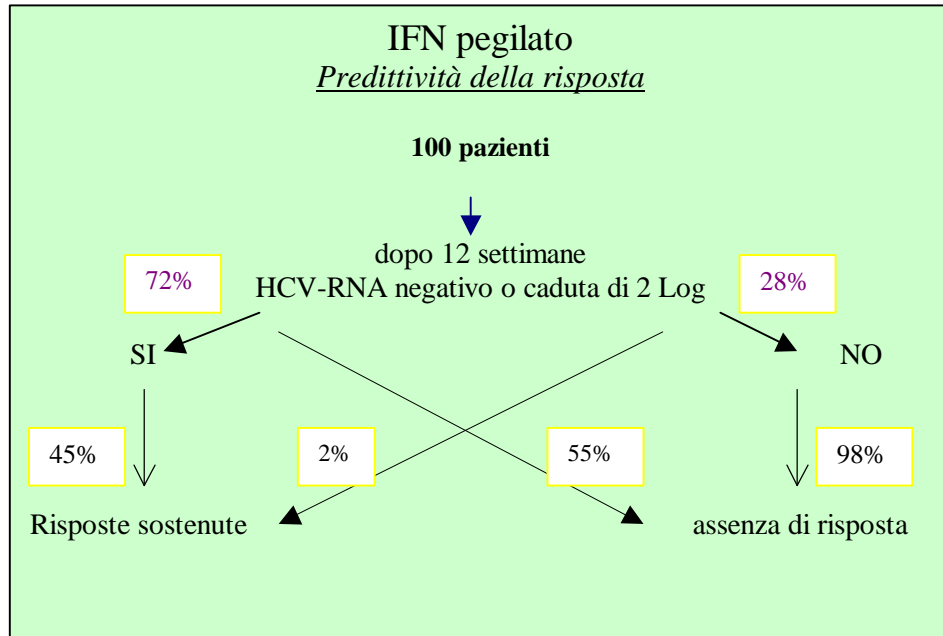 IFN pegilato
Predittività della risposta
100 pazienti
dopo 12 settimane
72%
HCV-RNA negativo o caduta di 2 Log
28%
SI
NO
45%
2%
55%
98%
Risposte sostenute
assenza di risposta